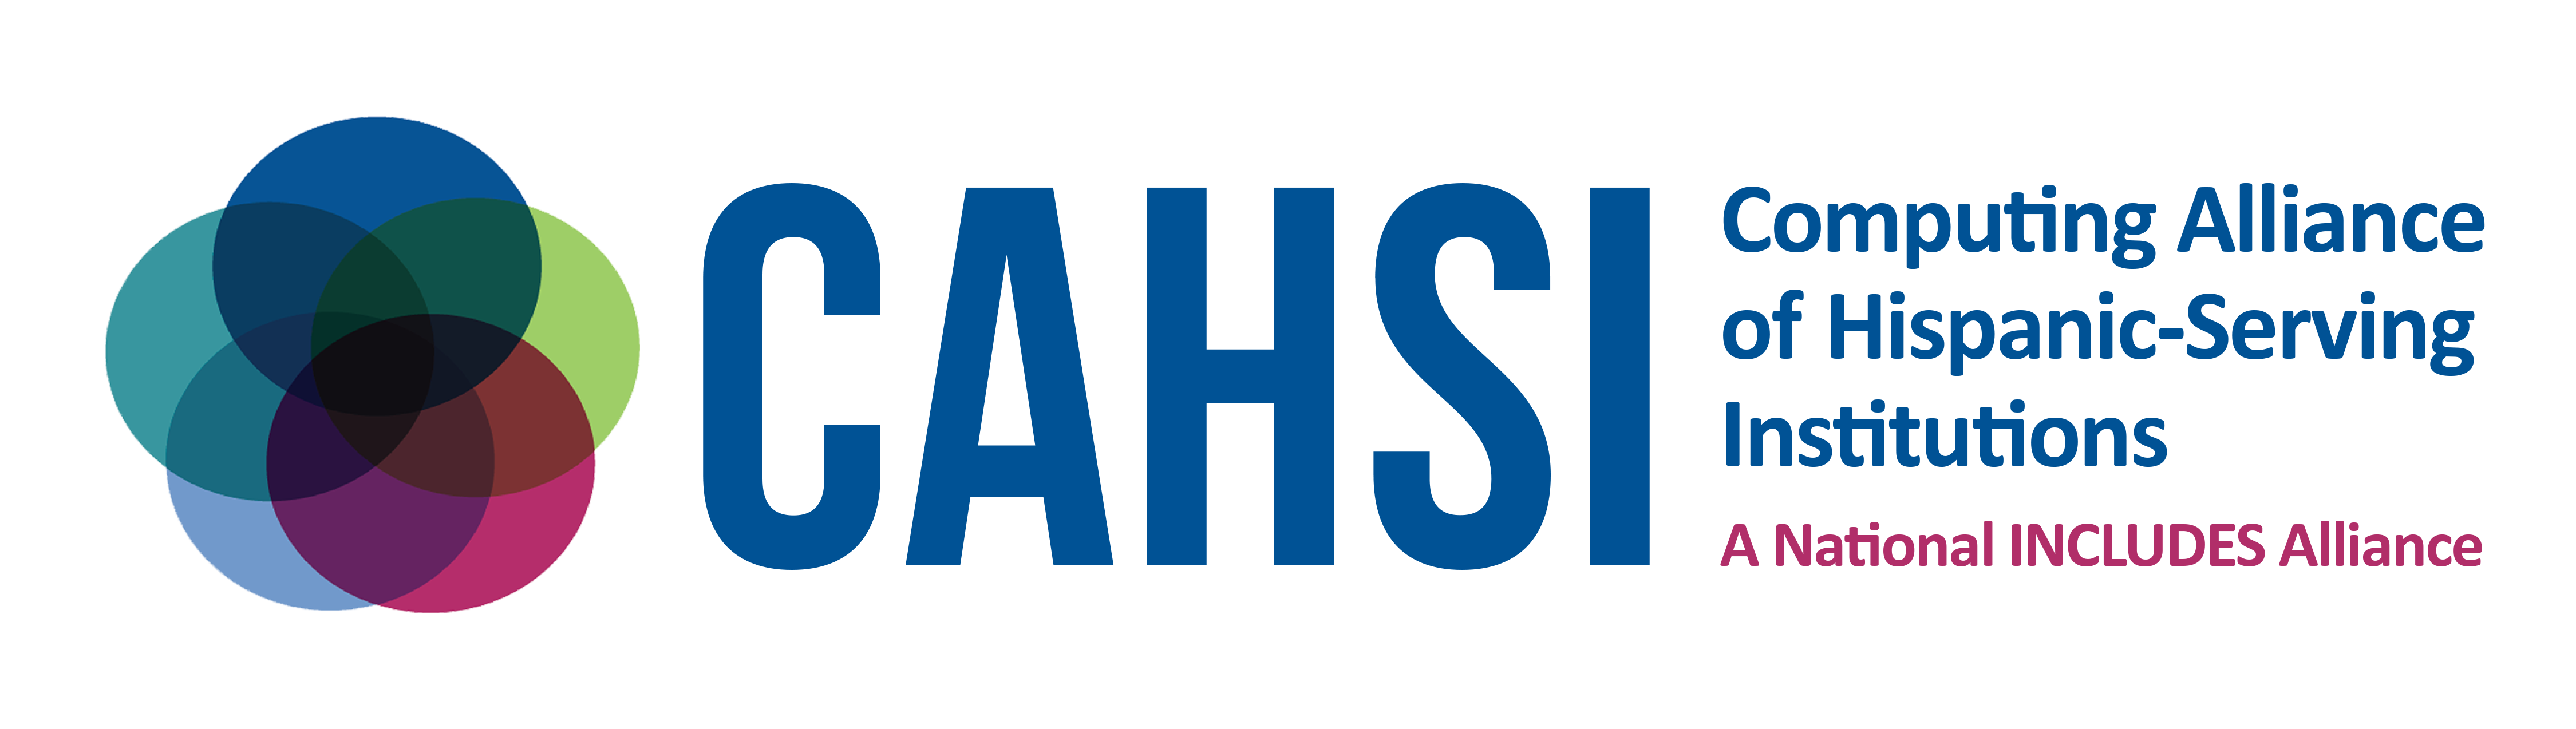 CAHSI
Computing Alliance
of Hispanic-Serving
Institutions
A National INCLUDES Alliance